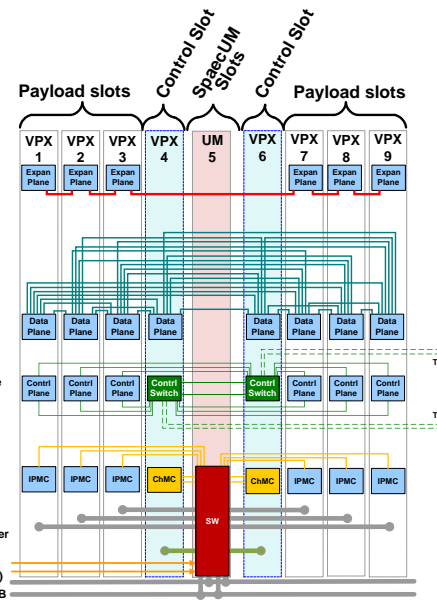 Control Slot
SpaecUM
Slots
Control Slot
Payload slots
Payload slots
VPX
1
VPX
2
VPX
3
VPX
4
UM
5
VPX
6
VPX
7
VPX
8
VPX
9
Expan
Plane
Expan
Plane
Expan
Plane
Expan
Plane
Expan
Plane
Expan
Plane
Data
Plane
Data
Plane
Data
Plane
Data
Plane
Data
Plane
Data
Plane
Data
Plane
Data
Plane
T
Contrl
Plane
Contrl
Plane
Contrl
Plane
Contrl
Switch
Contrl
Switch
Contrl
Plane
Contrl
Plane
Contrl
Plane
T
IPMC
IPMC
IPMC
ChMC
ChMC
IPMC
IPMC
IPMC
SW
er
)
B